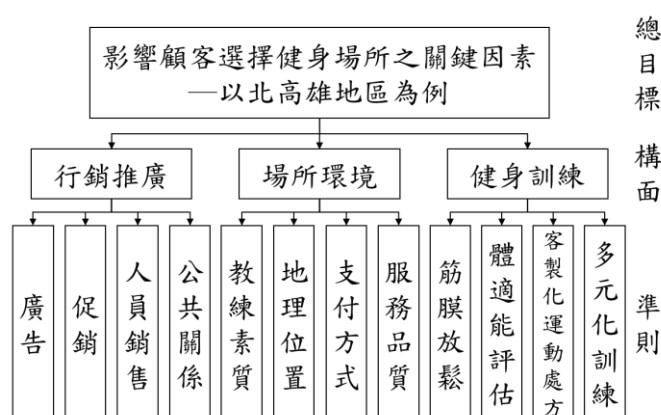 影響顧客選擇健身場所之關鍵因素
—以北高雄地區為例
總目標
行銷推廣
場所環境
健身訓練
構面
廣告
促銷
人員銷售
公共關係
教練素質
地理位置
支付方式
服務品質
筋膜放鬆
體適能評估
客製化運動處方
多元化訓練
準則